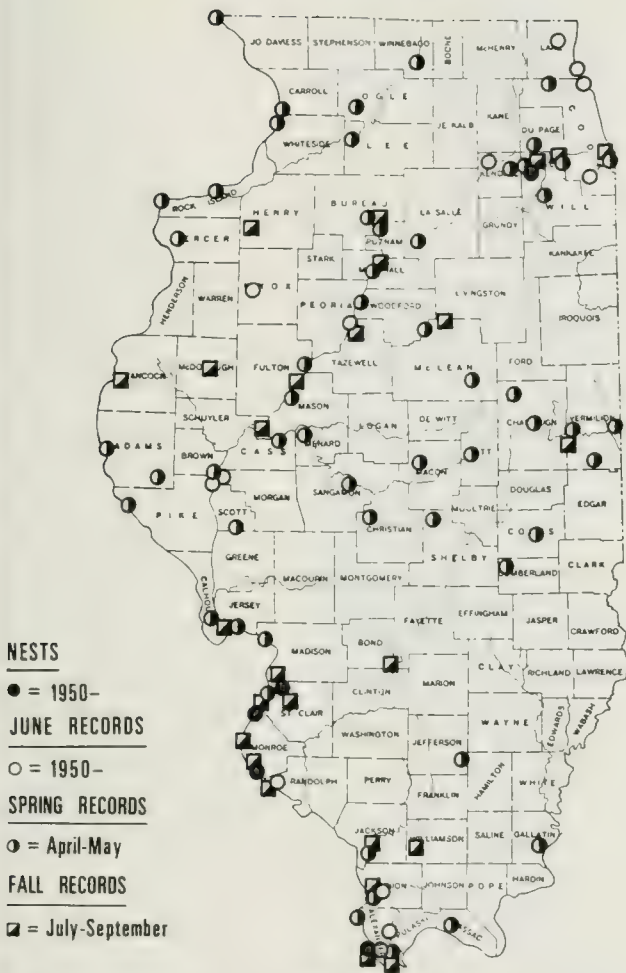 JO DAVIESS STEPHENSON WINNEBAGO BOONE McHENRY LAKE
CARROLL OGLE
KANE
DU PAGE
WHITESIDE LEE
ROCK ISLAND
HENRY BUREAU LA SALLE
WILL
PUTNAM GRUNDY
STARK
KANKAKEE
HENDERSON WARREN
PEORIA WOODFORD LIVINGSTON
IROQUOIS
FULTON TAZEWELL McLEAN FORD
MASON
SCHUYLER LOGAN DE WITT VERMILION
ADAMS BROWN CASS MENARD
MACON
MORGAN SANGAMON DOUGLAS EDGAR
PIKE SCOTT CHRISTIAN MOULTRIE
GREENE SHELBY CLARK
MACOUPIN MONTGOMERY
CALHOUN JERSEY
FAYETTE EFFINGHAM JASPER CRAWFORD
MADISON BOND
CLAY RICHLAND LAWRENCE
CLINTON MARION
ST. CLAIR WAYNE EDWARDS WABASH
WASHINGTON JEFFERSON
MONROE
RANDOLPH PERRY HAMILTON WHITE
FRANKLIN
JACKSON WILLIAMSON SALINE GALLATIN
JOHNSON POPE HARDIN
PULASKI
NESTS
● = 1950-
JUNE RECORDS
○ = 1950-
SPRING RECORDS
◑ = April-May
FALL RECORDS
◪ = July-September